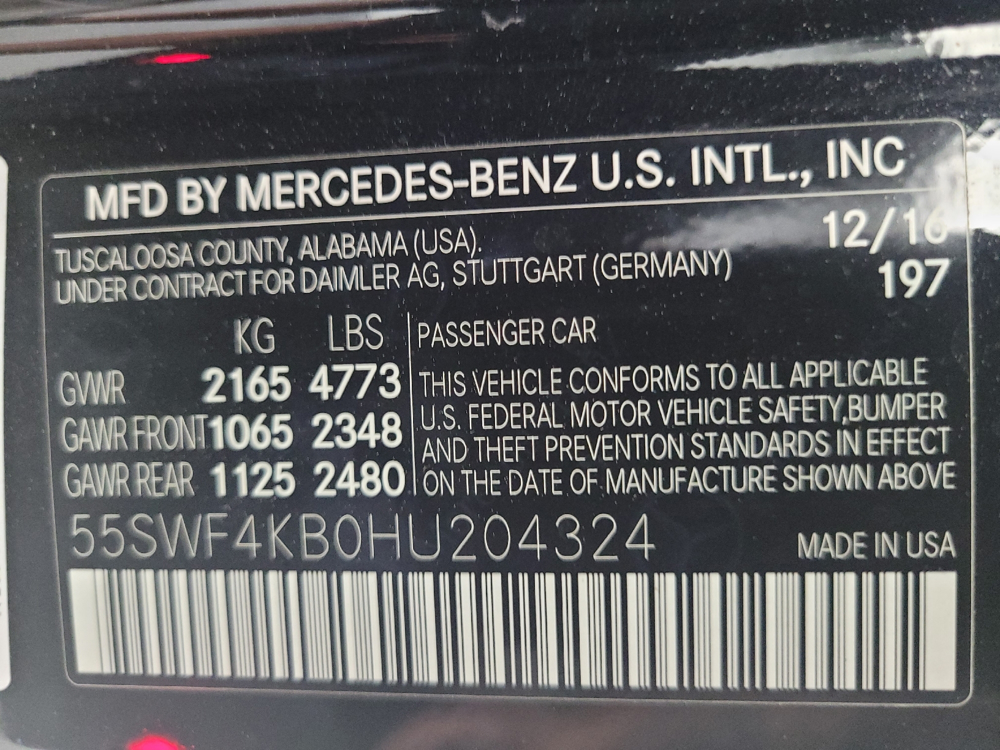 MFD BY MERCEDES-BENZ U.S. INTL., INC
TUSCALOOSA COUNTY, ALABAMA (USA). 12/16
UNDER CONTRACT FOR DAIMLER AG, STUTTGART (GERMANY) 197
KG LBS PASSENGER CAR
GVWR 2165 4773 THIS VEHICLE CONFORMS TO ALL APPLICABLE
GAWR FRONT 1065 2348 U.S. FEDERAL MOTOR VEHICLE SAFETY,BUMPER
AND THEFT PREVENTION STANDARDS IN EFFECT
GAWR REAR 1125 2480 ON THE DATE OF MANUFACTURE SHOWN ABOVE
55SWF4KB0HU204324 MADE IN USA